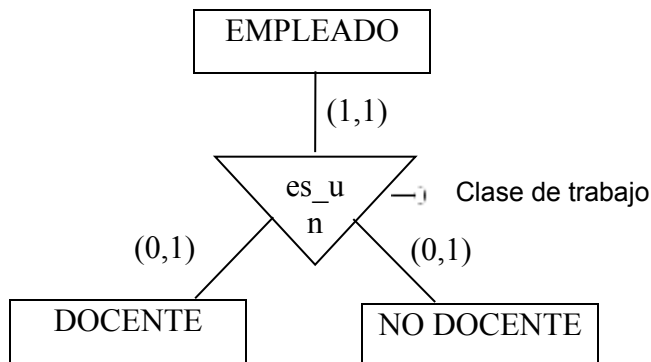 EMPLEADO
(1,1)
es_u
n
Clase de trabajo
(0,1)
(0,1)
DOCENTE
NO DOCENTE